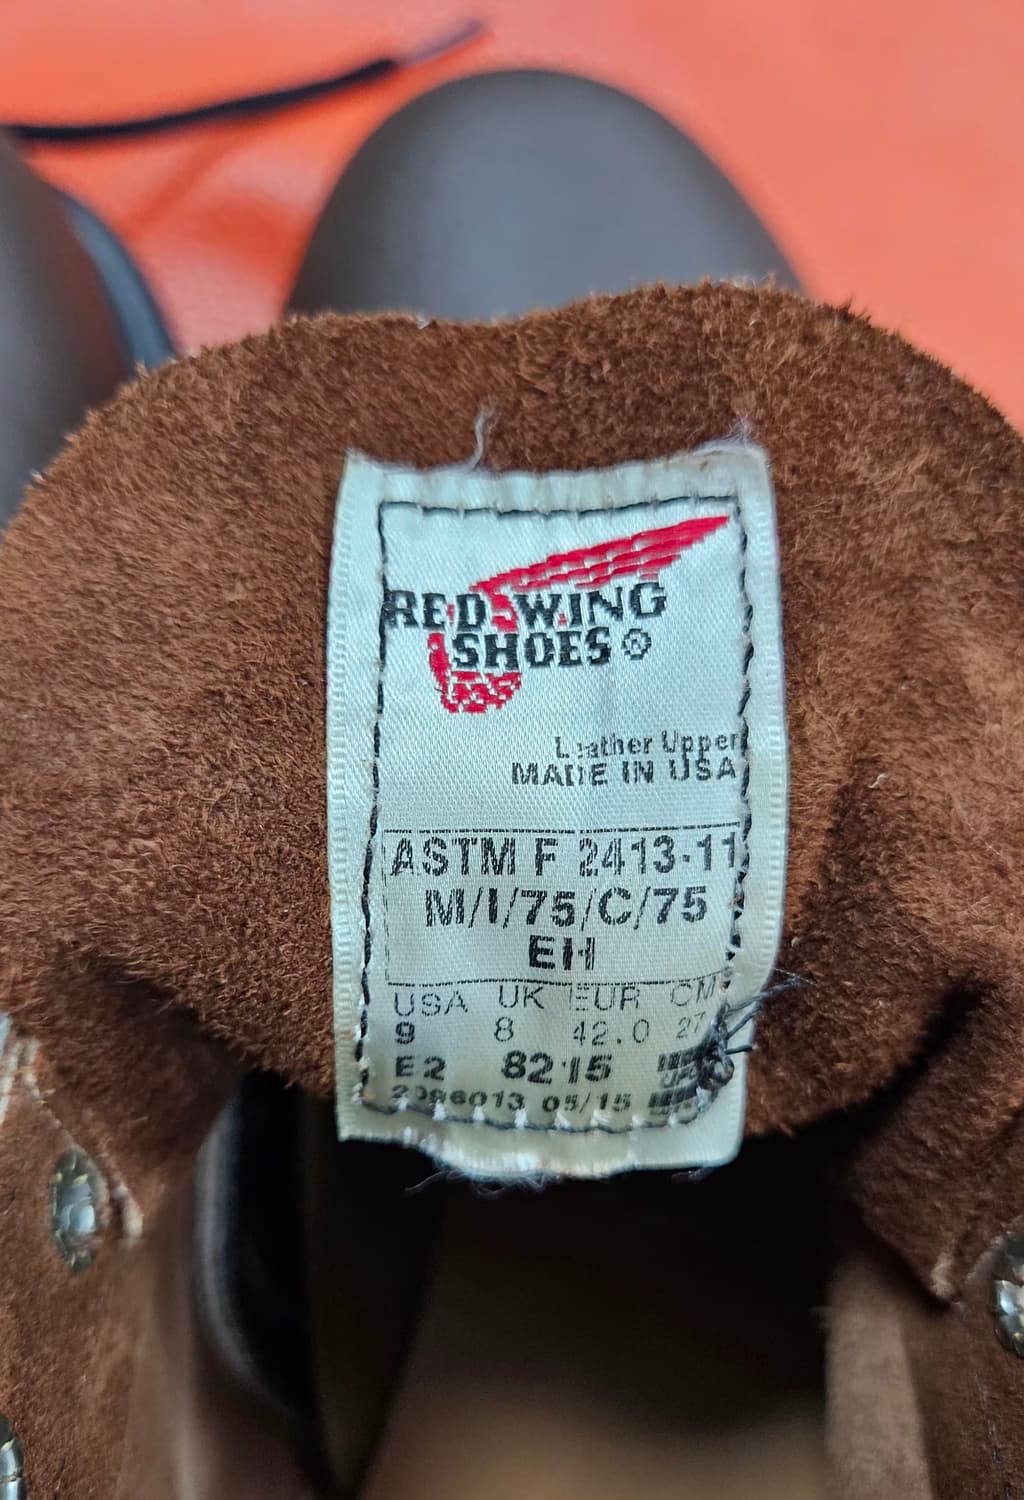 RED WING
SHOES®
Leather Upper
MADE IN USA
ASTM F 2413-11
M/I/75/C/75
EH
USA UK EUR CM
9 8 42.0 27
E2 8215
05/15